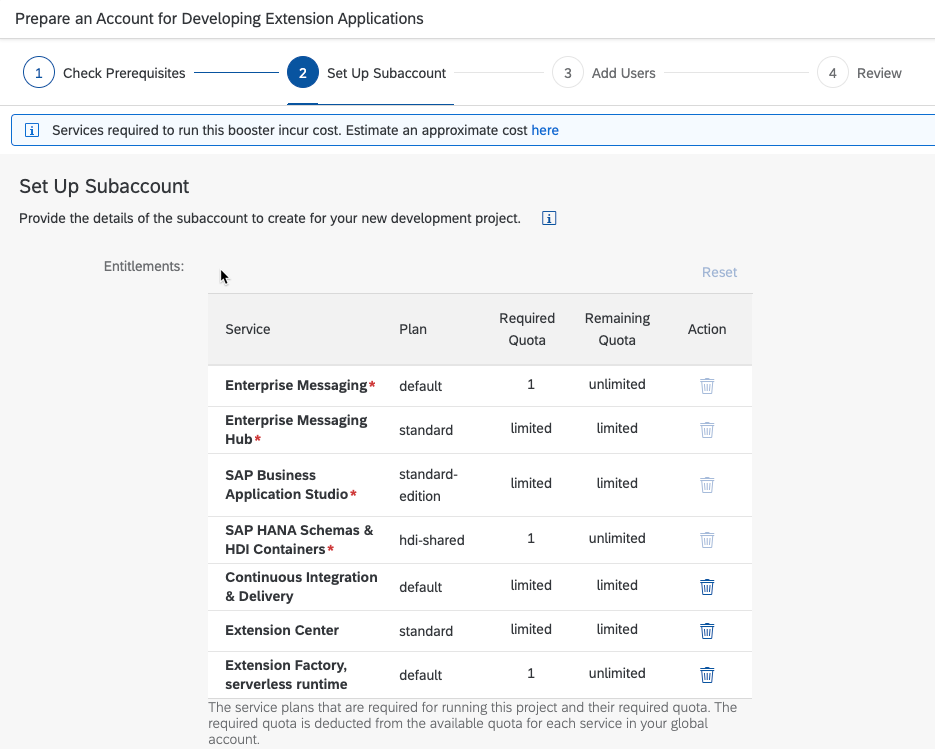 Prepare an Account for Developing Extension Applications
1 Check Prerequisites 2 Set Up Subaccount 3 Add Users 4 Review
Services required to run this booster incur cost. Estimate an approximate cost here
Set Up Subaccount
Provide the details of the subaccount to create for your new development project.
Entitlements:
Reset
Service Plan Required Quota Remaining Quota Action
Enterprise Messaging* default 1 unlimited
Enterprise Messaging Hub* standard limited limited
SAP Business Application Studio* standard-edition limited limited
SAP HANA Schemas & HDI Containers* hdi-shared 1 unlimited
Continuous Integration & Delivery default limited limited
Extension Center standard limited limited
Extension Factory, serverless runtime default 1 unlimited
The service plans that are required for running this project and their required quota. The
required quota is deducted from the available quota for each service in your global
account.